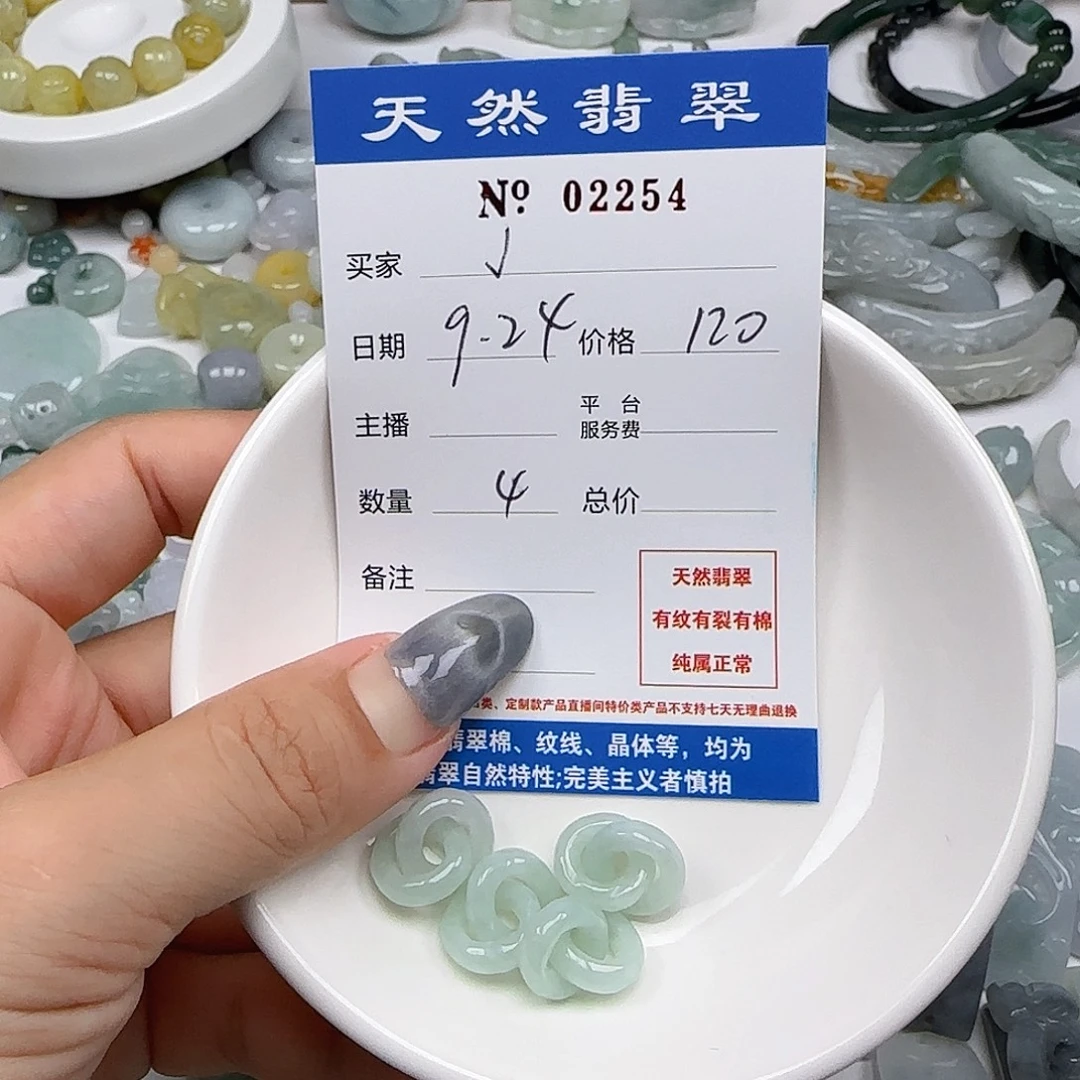 天然翡翠
Nº 02254
买家 J
日期 9-24 价格 120
主播 平台服务费
数量 4 总价
备注
天然翡翠
有纹有裂有棉
纯属正常
类、定制款产品直播间特价类产品不支持七天无理由退换
翡翠棉、纹线、晶体等，均为
翡翠自然特性;完美主义者慎拍